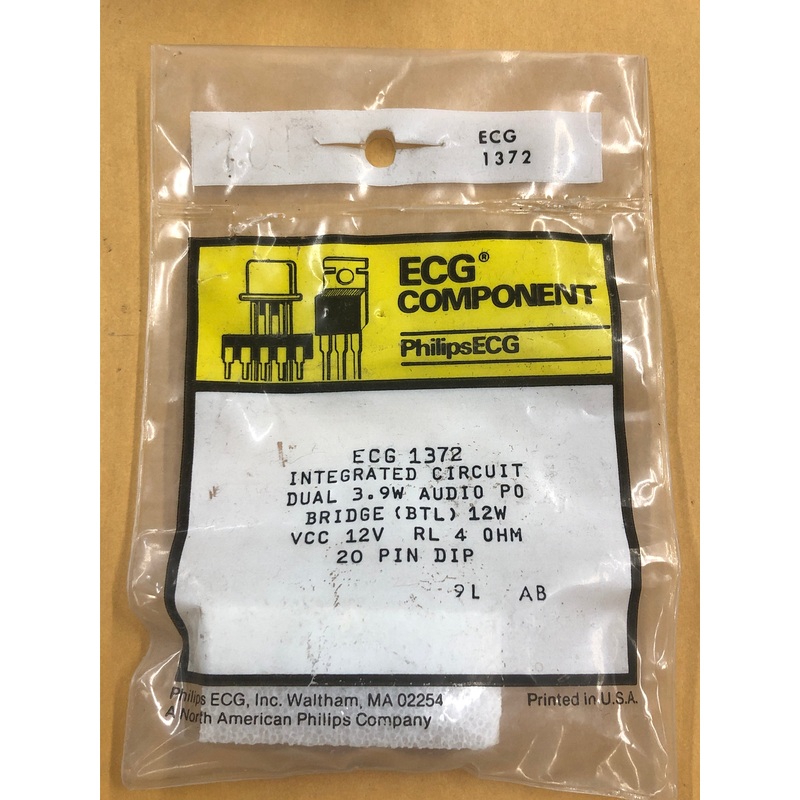 ECG
1372
ECG®
COMPONENT
PhilipsECG
ECG 1372
INTEGRATED CIRCUIT
DUAL 3.9W AUDIO PO
BRIDGE (BTL) 12W
VCC 12V RL 4 OHM
20 PIN DIP
9L AB
Philips ECG, Inc. Waltham, MA 02254
A North American Philips Company
Printed in U.S.A.